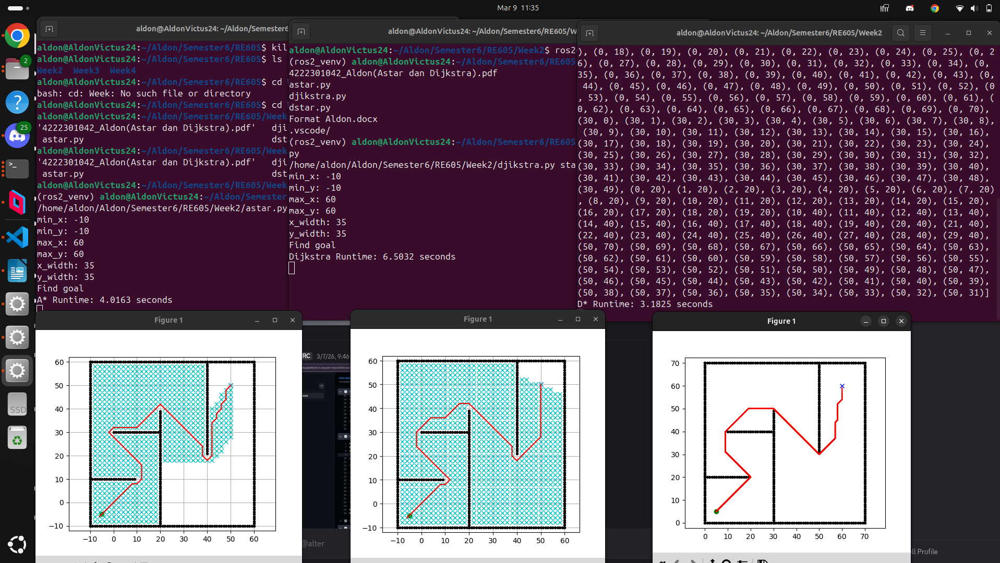 Mar 9  11:35
aldon@AldonVictus24: ~/Aldon/Semester6/RE605
aldon@AldonVictus24:~/Aldon/Semester6/RE605$ kil
aldon@AldonVictus24:~/Aldon/Semester6/RE605$ ls
Week2  Week3  Week4
aldon@AldonVictus24:~/Aldon/Semester6/RE605$ cd
bash: cd: Week: No such file or directory
aldon@AldonVictus24:~/Aldon/Semester6/RE605$ cd
aldon@AldonVictus24:~/Aldon/Semester6/RE605/Week
'4222301042_Aldon(Astar dan Dijkstra).pdf'   dji
astar.py   dst
aldon@AldonVictus24:~/Aldon/Semester6/RE605/Week
'4222301042_Aldon(Astar dan Dijkstra).pdf'   dji
astar.py   dst
aldon@AldonVictus24:~/Aldon/Semester6/RE605/Week
(ros2_venv) aldon@AldonVictus24:~/Aldon/Semester
/home/aldon/Aldon/Semester6/RE605/Week2/astar.py
min_x: -10
min_y: -10
max_x: 60
max_y: 60
x_width: 35
y_width: 35
Find goal
A* Runtime: 4.0163 seconds
aldon@AldonVictus24: ~/Aldon/Semester6/RE605/W
aldon@AldonVictus24:~/Aldon/Semester6/RE605/Week2$ ros2
(ros2_venv) aldon@AldonVictus24:~/Aldon/Semester6/RE605
4222301042_Aldon(Astar dan Dijkstra).pdf
astar.py
djikstra.py
dstar.py
Format Aldon.docx
.vscode/
(ros2_venv) aldon@AldonVictus24:~/Aldon/Semester6/RE605
py
/home/aldon/Aldon/Semester6/RE605/Week2/djikstra.py sta
min_x: -10
min_y: -10
max_x: 60
max_y: 60
x_width: 35
y_width: 35
Find goal
Dijkstra Runtime: 6.5032 seconds
aldon@AldonVictus24: ~/Aldon/Semester6/RE605/Week2
), (0, 18), (0, 19), (0, 20), (0, 21), (0, 22), (0, 23), (0, 24), (0, 25), (0, 2
6), (0, 27), (0, 28), (0, 29), (0, 30), (0, 31), (0, 32), (0, 33), (0, 34), (0,
35), (0, 36), (0, 37), (0, 38), (0, 39), (0, 40), (0, 41), (0, 42), (0, 43), (0,
44), (0, 45), (0, 46), (0, 47), (0, 48), (0, 49), (0, 50), (0, 51), (0, 52), (0
, 53), (0, 54), (0, 55), (0, 56), (0, 57), (0, 58), (0, 59), (0, 60), (0, 61), (
0, 62), (0, 63), (0, 64), (0, 65), (0, 66), (0, 67), (0, 68), (0, 69), (0, 70),
(30, 0), (30, 1), (30, 2), (30, 3), (30, 4), (30, 5), (30, 6), (30, 7), (30, 8),
(30, 9), (30, 10), (30, 11), (30, 12), (30, 13), (30, 14), (30, 15), (30, 16),
(30, 17), (30, 18), (30, 19), (30, 20), (30, 21), (30, 22), (30, 23), (30, 24),
(30, 25), (30, 26), (30, 27), (30, 28), (30, 29), (30, 30), (30, 31), (30, 32),
(30, 33), (30, 34), (30, 35), (30, 36), (30, 37), (30, 38), (30, 39), (30, 40),
(30, 41), (30, 42), (30, 43), (30, 44), (30, 45), (30, 46), (30, 47), (30, 48),
(30, 49), (0, 20), (1, 20), (2, 20), (3, 20), (4, 20), (5, 20), (6, 20), (7, 20)
, (8, 20), (9, 20), (10, 20), (11, 20), (12, 20), (13, 20), (14, 20), (15, 20),
(16, 20), (17, 20), (18, 20), (19, 20), (10, 40), (11, 40), (12, 40), (13, 40),
(14, 40), (15, 40), (16, 40), (17, 40), (18, 40), (19, 40), (20, 40), (21, 40),
(22, 40), (23, 40), (24, 40), (25, 40), (26, 40), (27, 40), (28, 40), (29, 40),
(50, 70), (50, 69), (50, 68), (50, 67), (50, 66), (50, 65), (50, 64), (50, 63),
(50, 62), (50, 61), (50, 60), (50, 59), (50, 58), (50, 57), (50, 56), (50, 55),
(50, 54), (50, 53), (50, 52), (50, 51), (50, 50), (50, 49), (50, 48), (50, 47),
(50, 46), (50, 45), (50, 44), (50, 43), (50, 42), (50, 41), (50, 40), (50, 39),
(50, 38), (50, 37), (50, 36), (50, 35), (50, 34), (50, 33), (50, 32), (50, 31)]
D* Runtime: 3.1825 seconds
2
25
SSD
Figure 1
60
50
40
30
20
10
0
−10
−10 0 10 20 30 40 50 60
RC 3/7/26, 9:46
@alter
Figure 1
60
50
40
30
20
10
0
−10
−10 0 10 20 30 40 50 60
Figure 1
70
60
50
40
30
20
10
0
0 10 20 30 40 50 60 70
ll Profile